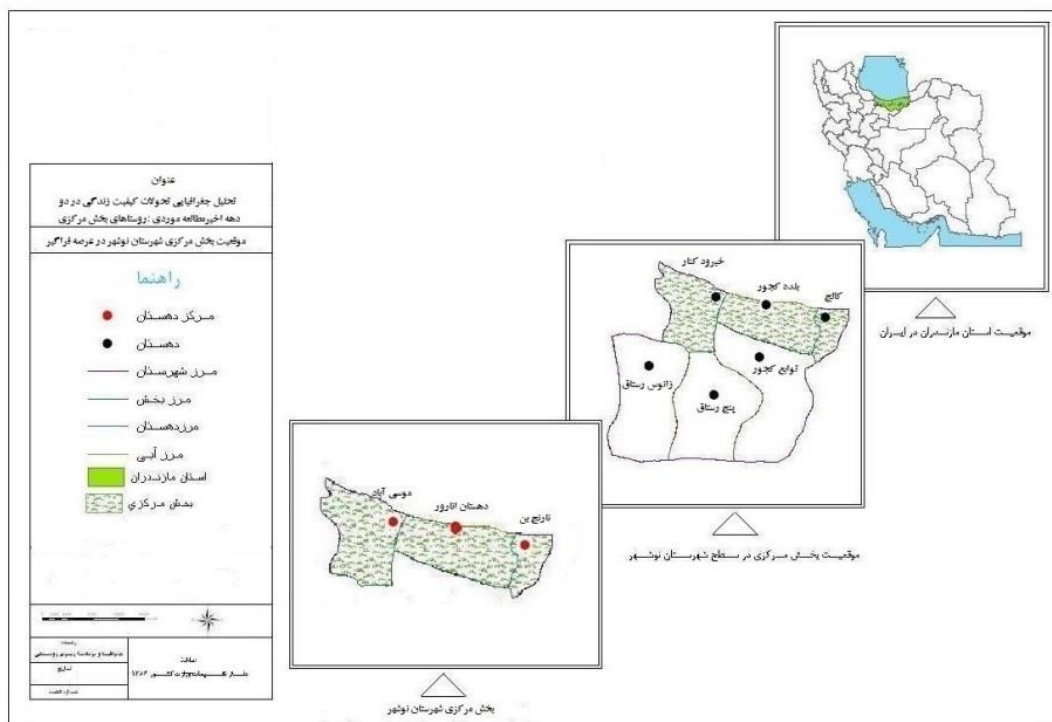 عنوان
تحلیل جغرافیایی تحولات کیفیت زندگی در دو
دهه اخیر مطالعه موردی :روستاهای بخش مرکزی
موقعیت بخش مرکزی شهرستان نوشهر در عرصه فراگیر
راهنما
مرکز دهستان
دهستان
مرز شهرستان
مرز بخش
مرزدهستان
مرز آبی
استان مازندران
بخش مرکزی
موقعیت استان مازندران در ایران
خیرود کنار
بلده کجور
کالج
توابع کجور
زانوس رستاق
پنج رستاق
موقعیت بخش مرکزی در سطح شهرستان نوشهر
موسی آباد
دهستان انارور
نارنج بن
بخش مرکزی شهرستان نوشهر